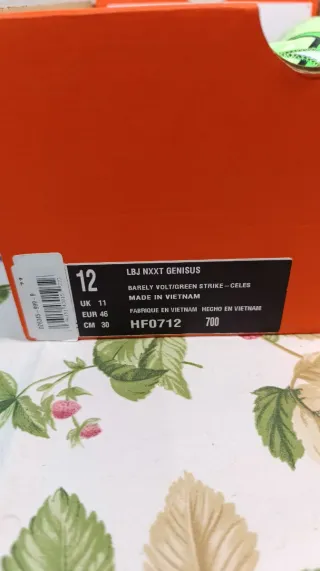 12
LBJ NXXT GENISUS
BARELY VOLT/GREEN STRIKE-CELES
UK 11
MADE IN VIETNAM
EUR 46
FABRIQUE EN VIETNAM HECHO EN VIETNAM
CM 30
HF0712 700